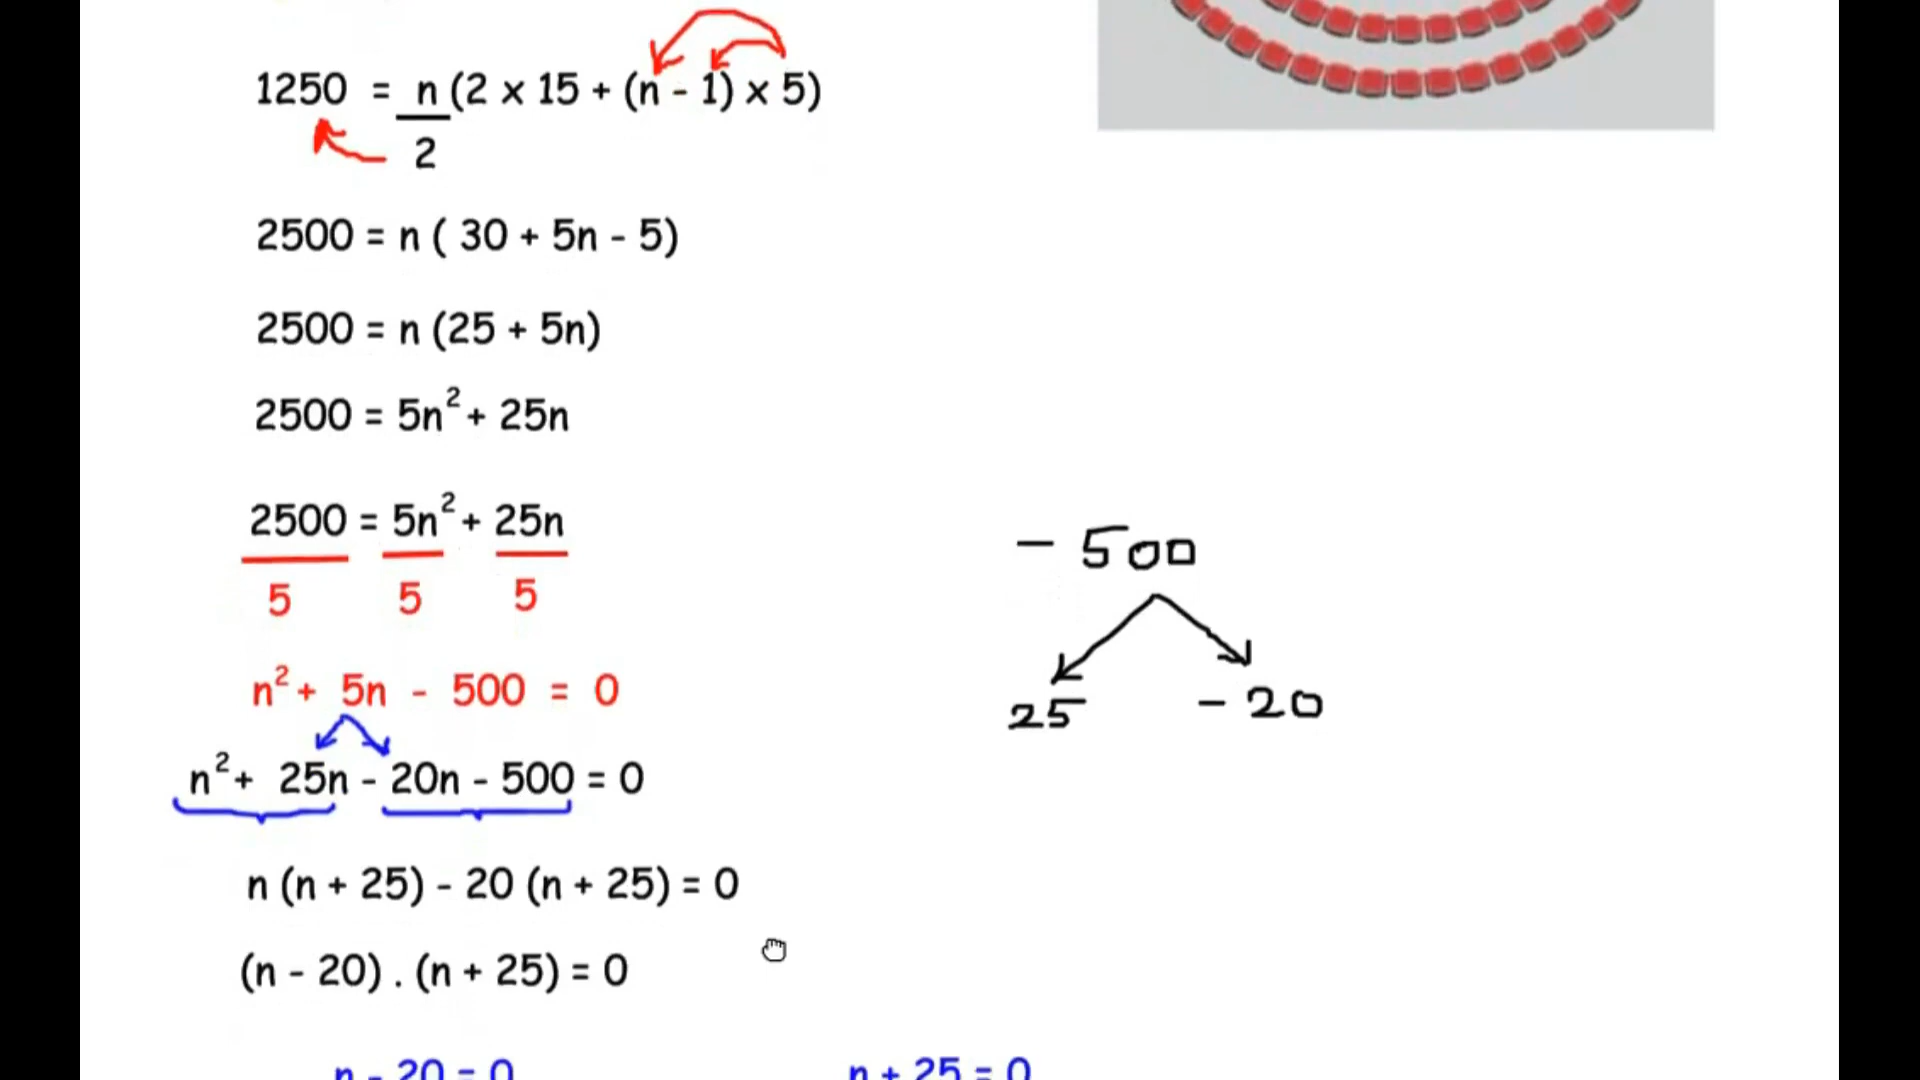 1250 = n (2 x 15 + (n - 1) x 5)
2
2500 = n ( 30 + 5n - 5)
2500 = n (25 + 5n)
2500 = 5n² + 25n
2500 = 5n² + 25n
5 5 5
- 500
25 - 20
n² + 5n - 500 = 0
n² + 25n - 20n - 500 = 0
n (n + 25) - 20 (n + 25) = 0
(n - 20) . (n + 25) = 0
n - 20 = 0 n + 25 = 0